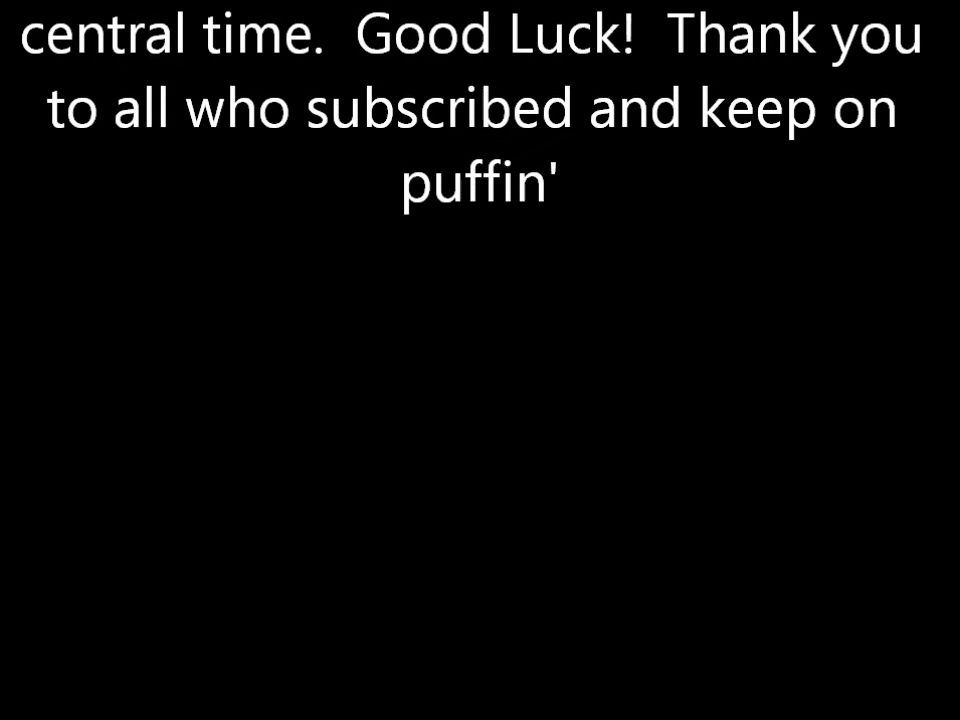 central time.  Good Luck!  Thank you
to all who subscribed and keep on
puffin'